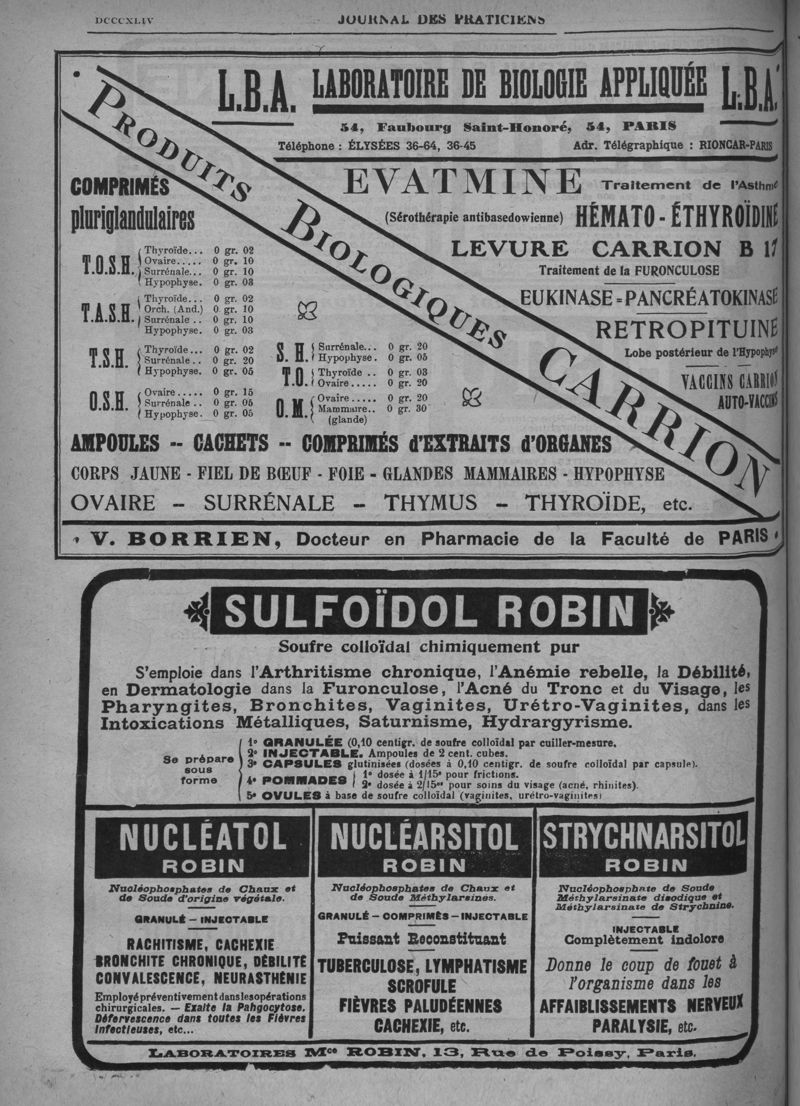 DCCCXLIV
JOURNAL DES PRATICIENS
L.B.A. LABORATOIRE DE BIOLOGIE APPLIQUÉE L.B.A.
54, Faubourg Saint-Honoré, 54, PARIS
Téléphone : ÉLYSÉES 36-64, 36-45 Adr. Télégraphique : RIONCAR-PARIS
PRODUITS BIOLOGIQUES CARRION
COMPRIMÉS
pluriglandulaires
T.O.S.H.
Thyroïde... 0 gr. 02
Ovaire..... 0 gr. 10
Surrénale... 0 gr. 10
Hypophyse. 0 gr. 03
T.A.S.H.
Thyroïde... 0 gr. 02
Orch. (And.) 0 gr. 10
Surrénale .. 0 gr. 10
Hypophyse. 0 gr. 03
T.S.H.
Thyroïde... 0 gr. 02
Surrénale .. 0 gr. 20
Hypophyse. 0 gr. 05
O.S.H.
Ovaire..... 0 gr. 15
Surrénale .. 0 gr. 05
Hypophyse. 0 gr. 05
S. H.
Surrénale... 0 gr. 20
Hypophyse. 0 gr. 05
T.O.
Thyroïde .. 0 gr. 03
Ovaire..... 0 gr. 20
O.M.
Ovaire..... 0 gr. 20
Mammaire.. 0 gr. 30
(glande)
EVATMINE Traitement de l'Asthme
(Sérothérapie antibasedowienne) HÉMATO-ÉTHYROÏDINE
LEVURE CARRION B 17
Traitement de la FURONCULOSE
EUKINASE=PANCRÉATOKINASE
RETROPITUINE
Lobe postérieur de l'Hypophyse
VACCINS CARRION
AUTO-VACCINS
AMPOULES -- CACHETS -- COMPRIMÉS d'EXTRAITS d'ORGANES
CORPS JAUNE - FIEL DE BŒUF - FOIE - GLANDES MAMMAIRES - HYPOPHYSE
OVAIRE – SURRÉNALE – THYMUS – THYROÏDE, etc.
V. BORRIEN, Docteur en Pharmacie de la Faculté de PARIS
SULFOÏDOL ROBIN
Soufre colloïdal chimiquement pur
S'emploie dans l'Arthritisme chronique, l'Anémie rebelle, la Débilité,
en Dermatologie dans la Furonculose, l'Acné du Tronc et du Visage, les
Pharyngites, Bronchites, Vaginites, Urétro-Vaginites, dans les
Intoxications Métalliques, Saturnisme, Hydrargyrisme.
Se prépare
sous
forme
1º GRANULÉE (0,10 centigr. de soufre colloïdal par cuiller-mesure.
2º INJECTABLE. Ampoules de 2 cent. cubes.
3º CAPSULES glutinisées (dosées à 0,10 centigr. de soufre colloïdal par capsule).
4º POMMADES
1º dosée à 1/15º pour frictions.
2º dosée à 2/15es pour soins du visage (acné, rhinites).
5º OVULES à base de soufre colloïdal (vaginites, urétro-vaginites)
NUCLÉATOL
ROBIN
Nucléophosphates de Chaux et
de Soude d'origine végétale.
GRANULÉ – INJECTABLE
RACHITISME, CACHEXIE
BRONCHITE CHRONIQUE, DÉBILITÉ
CONVALESCENCE, NEURASTHÉNIE
Employé préventivement dans les opérations
chirurgicales. — Exalte la Pahgocytose.
Défervescence dans toutes les Fièvres
Infectieuses, etc...
NUCLÉARSITOL
ROBIN
Nucléophosphates de Chaux et
de Soude Méthylarsines.
GRANULÉ – COMPRIMÉS – INJECTABLE
Puissant Reconstituant
TUBERCULOSE, LYMPHATISME
SCROFULE
FIÈVRES PALUDÉENNES
CACHEXIE, etc.
STRYCHNARSITOL
ROBIN
Nucléophosphate de Soude
Méthylarsinate disodique et
Méthylarsinate de Strychnine.
INJECTABLE
Complètement indolore
Donne le coup de fouet à
l'organisme dans les
AFFAIBLISSEMENTS NERVEUX
PARALYSIE, etc.
LABORATOIRES Mce ROBIN, 13, Rue de Poissy, Paris.